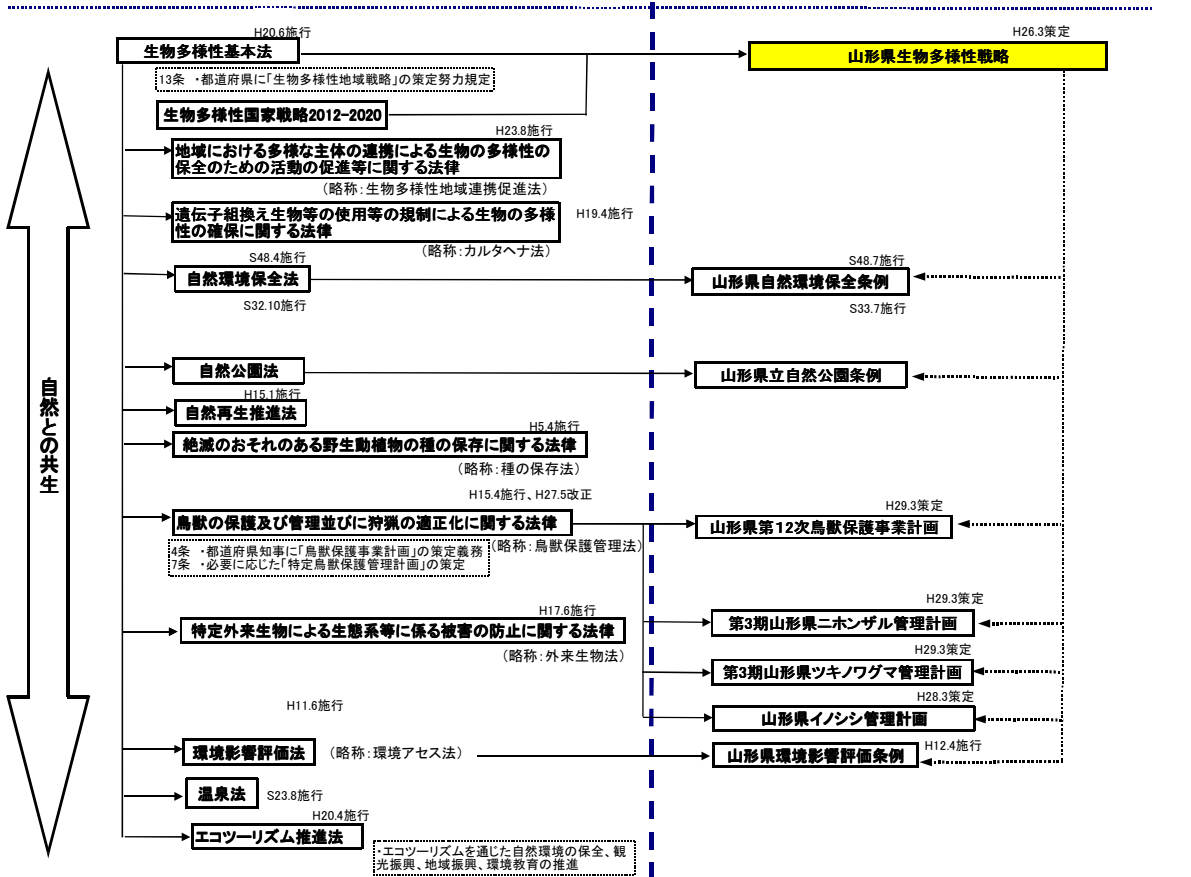 H20.6施行
生物多様性基本法
H26.3策定
山形県生物多様性戦略
13条 ・都道府県に「生物多様性地域戦略」の策定努力規定
生物多様性国家戦略2012-2020
H23.8施行
地域における多様な主体の連携による生物の多様性の
保全のための活動の促進等に関する法律
（略称：生物多様性地域連携促進法）
遺伝子組換え生物等の使用等の規制による生物の多様
性の確保に関する法律
H19.4施行
（略称：カルタヘナ法）
S48.4施行
自然環境保全法
S48.7施行
山形県自然環境保全条例
S32.10施行
S33.7施行
自然公園法
山形県立自然公園条例
H15.1施行
自然再生推進法
H5.4施行
絶滅のおそれのある野生動植物の種の保存に関する法律
（略称：種の保存法）
自然との共生
H15.4施行、H27.5改正
鳥獣の保護及び管理並びに狩猟の適正化に関する法律
（略称：鳥獣保護管理法）
H29.3策定
山形県第12次鳥獣保護事業計画
4条 ・都道府県知事に「鳥獣保護事業計画」の策定義務
7条 ・必要に応じた「特定鳥獣保護管理計画」の策定
H17.6施行
特定外来生物による生態系等に係る被害の防止に関する法律
（略称：外来生物法）
H29.3策定
第3期山形県ニホンザル管理計画
H29.3策定
第3期山形県ツキノワグマ管理計画
H28.3策定
山形県イノシシ管理計画
H11.6施行
環境影響評価法
（略称：環境アセス法）
山形県環境影響評価条例
H12.4施行
温泉法
S23.8施行
H20.4施行
エコツーリズム推進法
・エコツーリズムを通じた自然環境の保全、観
光振興、地域振興、環境教育の推進